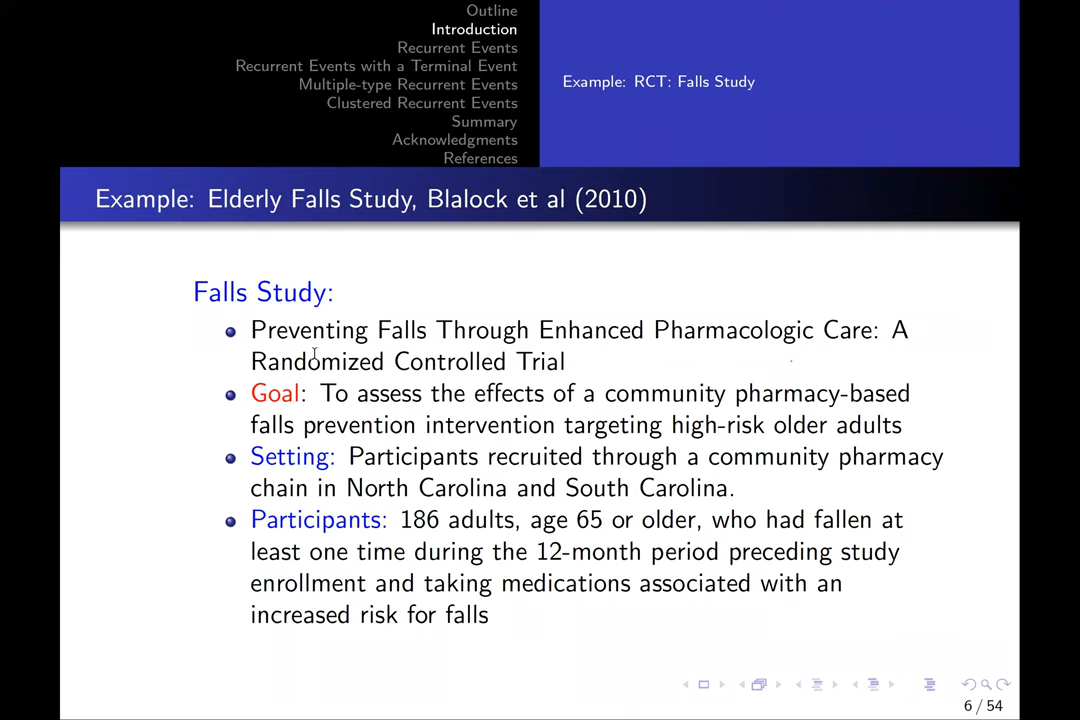 Outline
Introduction
Recurrent Events
Recurrent Events with a Terminal Event
Multiple-type Recurrent Events
Clustered Recurrent Events
Summary
Acknowledgments
References
Example: RCT: Falls Study
Example: Elderly Falls Study, Blalock et al (2010)
Falls Study:
Preventing Falls Through Enhanced Pharmacologic Care: A
Randomized Controlled Trial
Goal: To assess the effects of a community pharmacy-based
falls prevention intervention targeting high-risk older adults
Setting: Participants recruited through a community pharmacy
chain in North Carolina and South Carolina.
Participants: 186 adults, age 65 or older, who had fallen at
least one time during the 12-month period preceding study
enrollment and taking medications associated with an
increased risk for falls
6 / 54